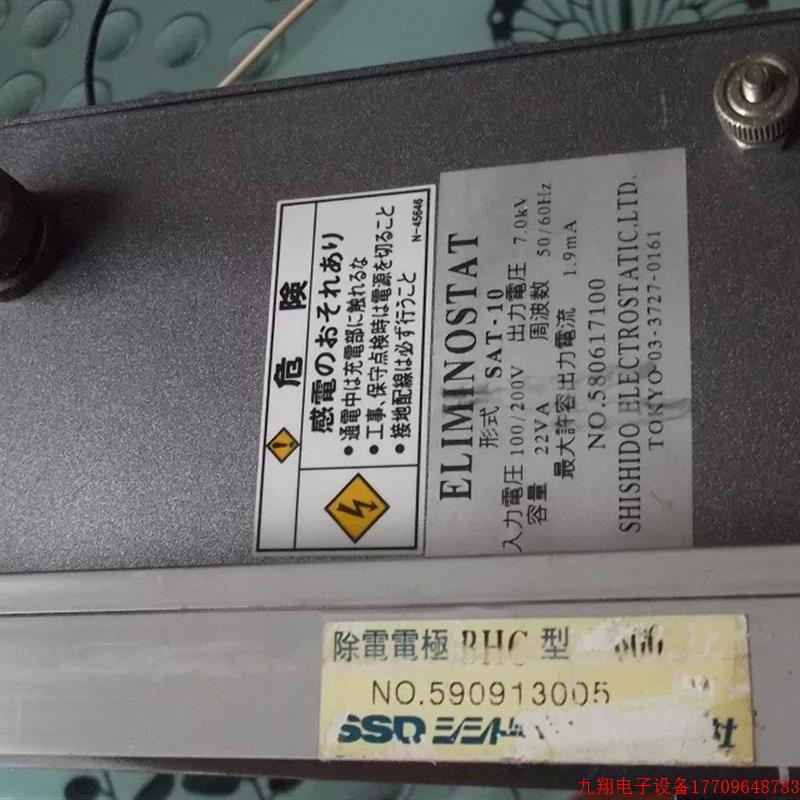 危険
感電のおそれあり
●通電中は充電部に触れるな
●工事、保守点検時は電源を切ること
●接地配線は必ず行うこと
N-45646
ELIMINOSTAT
形式 SAT-10
入力電圧 100/200V 出力電圧 7.0kV
容量 22VA 周波数 50/60Hz
最大許容出力電流 1.9mA
NO.580617100
SHISHIDO ELECTROSTATIC,LTD.
TOKYO 03-3727-0161
除電電極 BHC 型
NO.590913005
SSD シシド
九翔电子设备17709648783